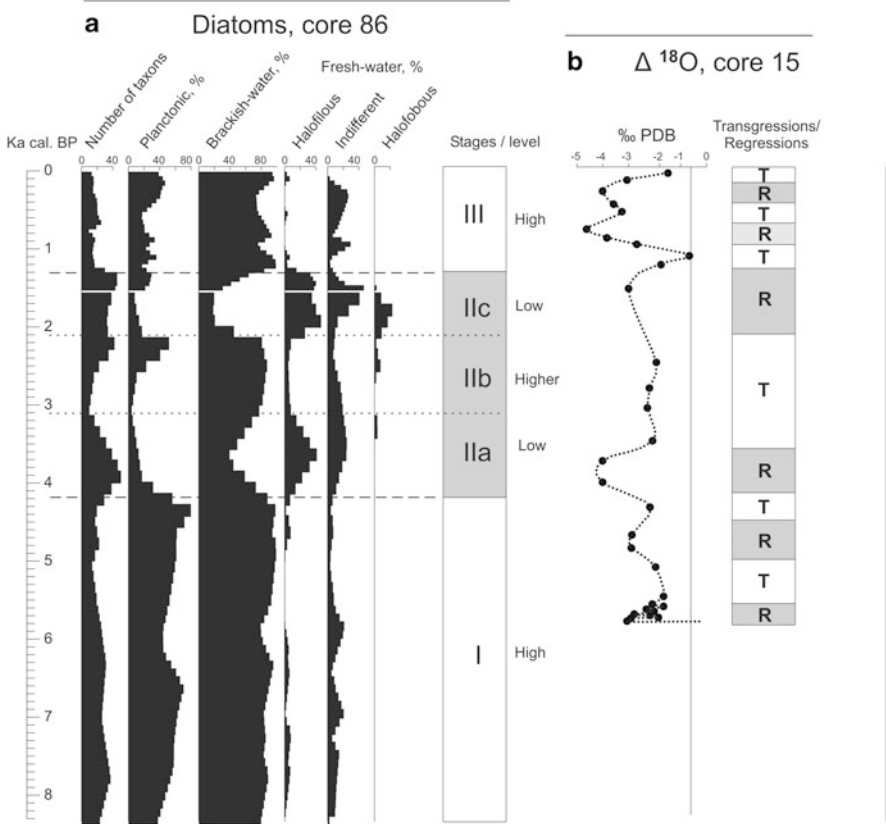 a
Diatoms, core 86
Ka cal. BP
Number of taxons
Planctonic, %
Brackish-water, %
Fresh-water, %
Halofilous
Indifferent
Halofobous
Stages / level
0 40
0 40 80
0 40 80
0
0 40
0
0
1
2
3
4
5
6
7
8
III
High
IIc
Low
IIb
Higher
IIa
Low
I
High
b
Δ ¹⁸O, core 15
‰ PDB
-5 -4 -3 -2 -1 0
Transgressions/
Regressions
T
R
T
R
T
R
T
R
T
R
T
R